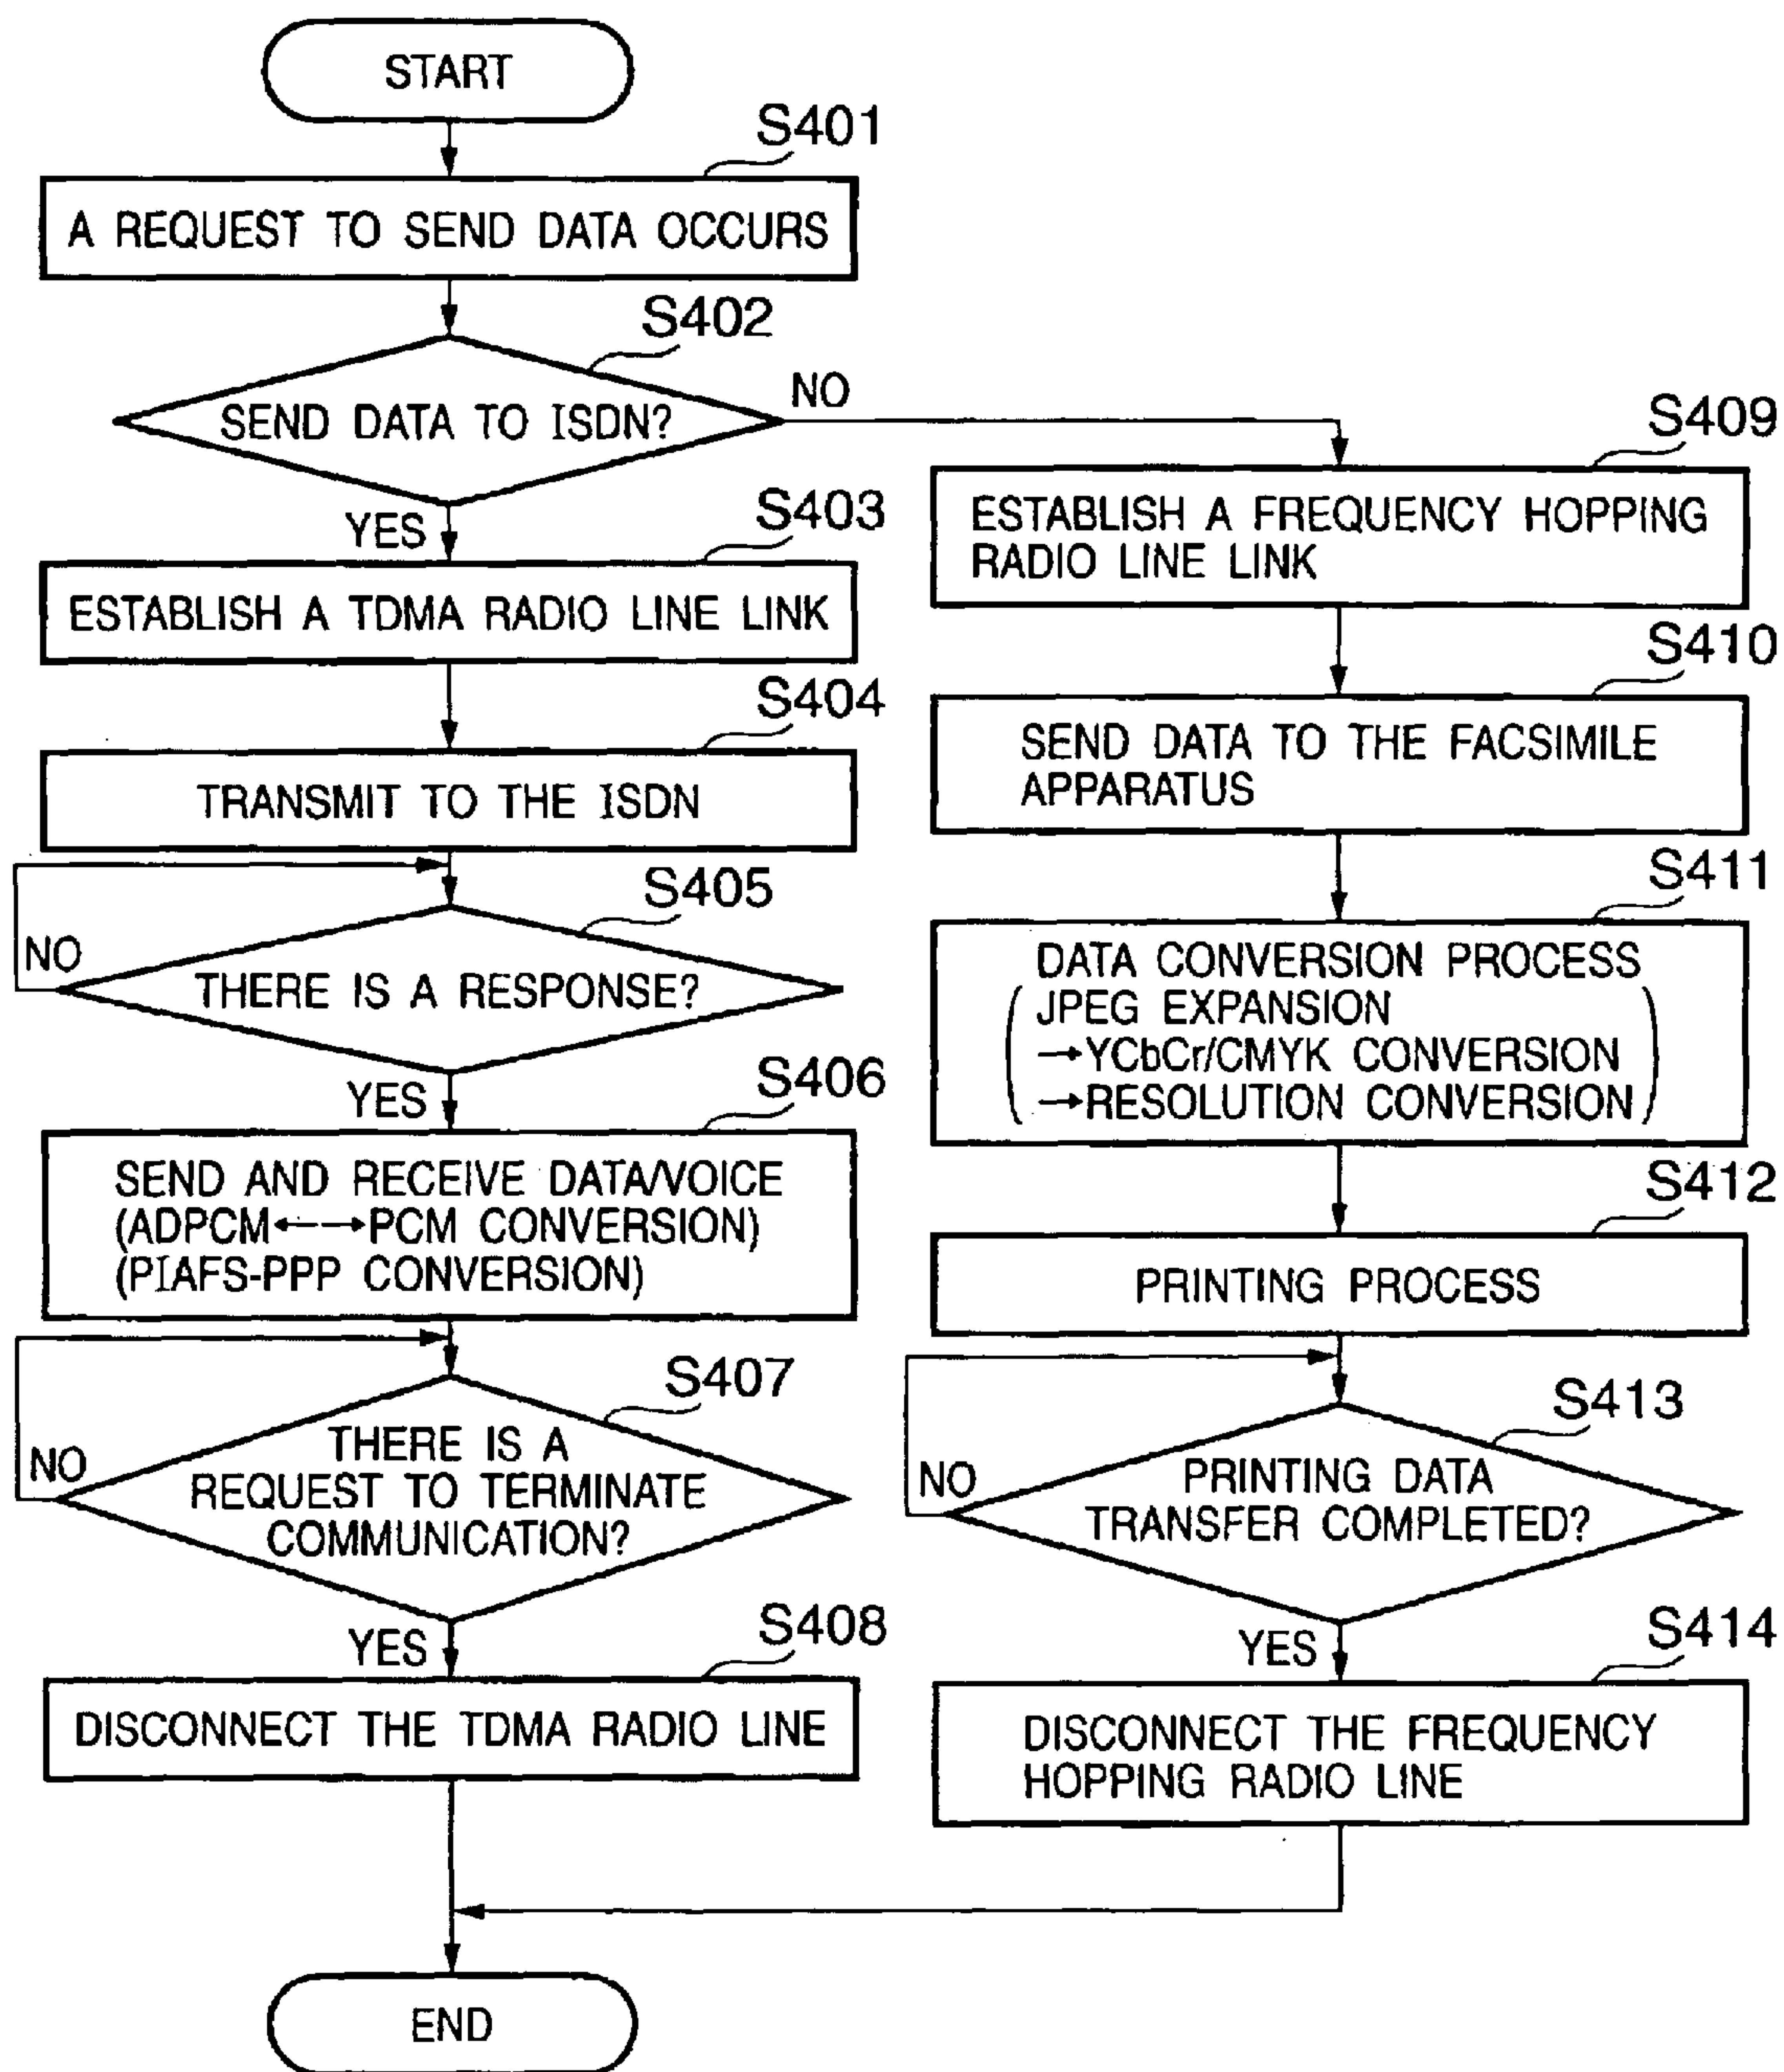 START
S401
A REQUEST TO SEND DATA OCCURS
S402
SEND DATA TO ISDN?
NO
YES
S403
ESTABLISH A TDMA RADIO LINE LINK
S404
TRANSMIT TO THE ISDN
S405
NO
THERE IS A RESPONSE?
YES
S406
SEND AND RECEIVE DATA/VOICE
(ADPCM←→PCM CONVERSION)
(PIAFS-PPP CONVERSION)
S407
NO
THERE IS A
REQUEST TO TERMINATE
COMMUNICATION?
YES
S408
DISCONNECT THE TDMA RADIO LINE
S409
ESTABLISH A FREQUENCY HOPPING
RADIO LINE LINK
S410
SEND DATA TO THE FACSIMILE
APPARATUS
S411
DATA CONVERSION PROCESS
(JPEG EXPANSION
→YCbCr/CMYK CONVERSION
→RESOLUTION CONVERSION)
S412
PRINTING PROCESS
S413
NO
PRINTING DATA
TRANSFER COMPLETED?
YES
S414
DISCONNECT THE FREQUENCY
HOPPING RADIO LINE
END